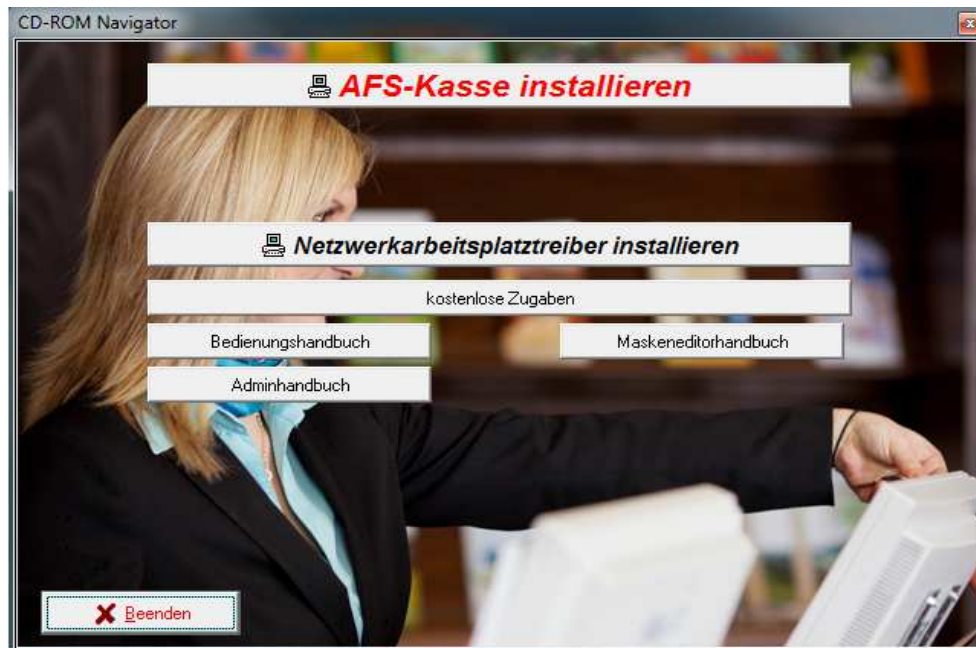 CD-ROM Navigator
AFS-Kasse installieren
Netzwerkarbeitsplatztreiber installieren
kostenlose Zugaben
Bedienungshandbuch
Maskeneditorhandbuch
Adminhandbuch
Beenden